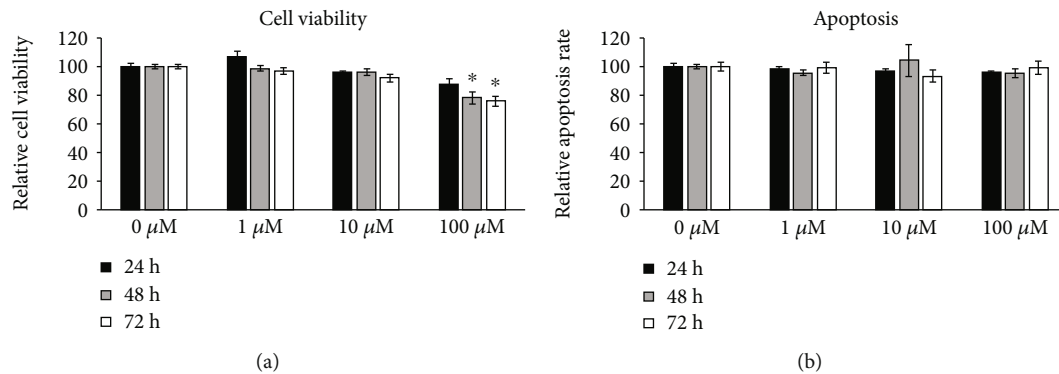 Cell viability
Relative cell viability
120
100
80
60
40
20
0
* *
0 μM 1 μM 10 μM 100 μM
24 h
48 h
72 h
(a)
Apoptosis
Relative apoptosis rate
120
100
80
60
40
20
0
0 μM 1 μM 10 μM 100 μM
24 h
48 h
72 h
(b)